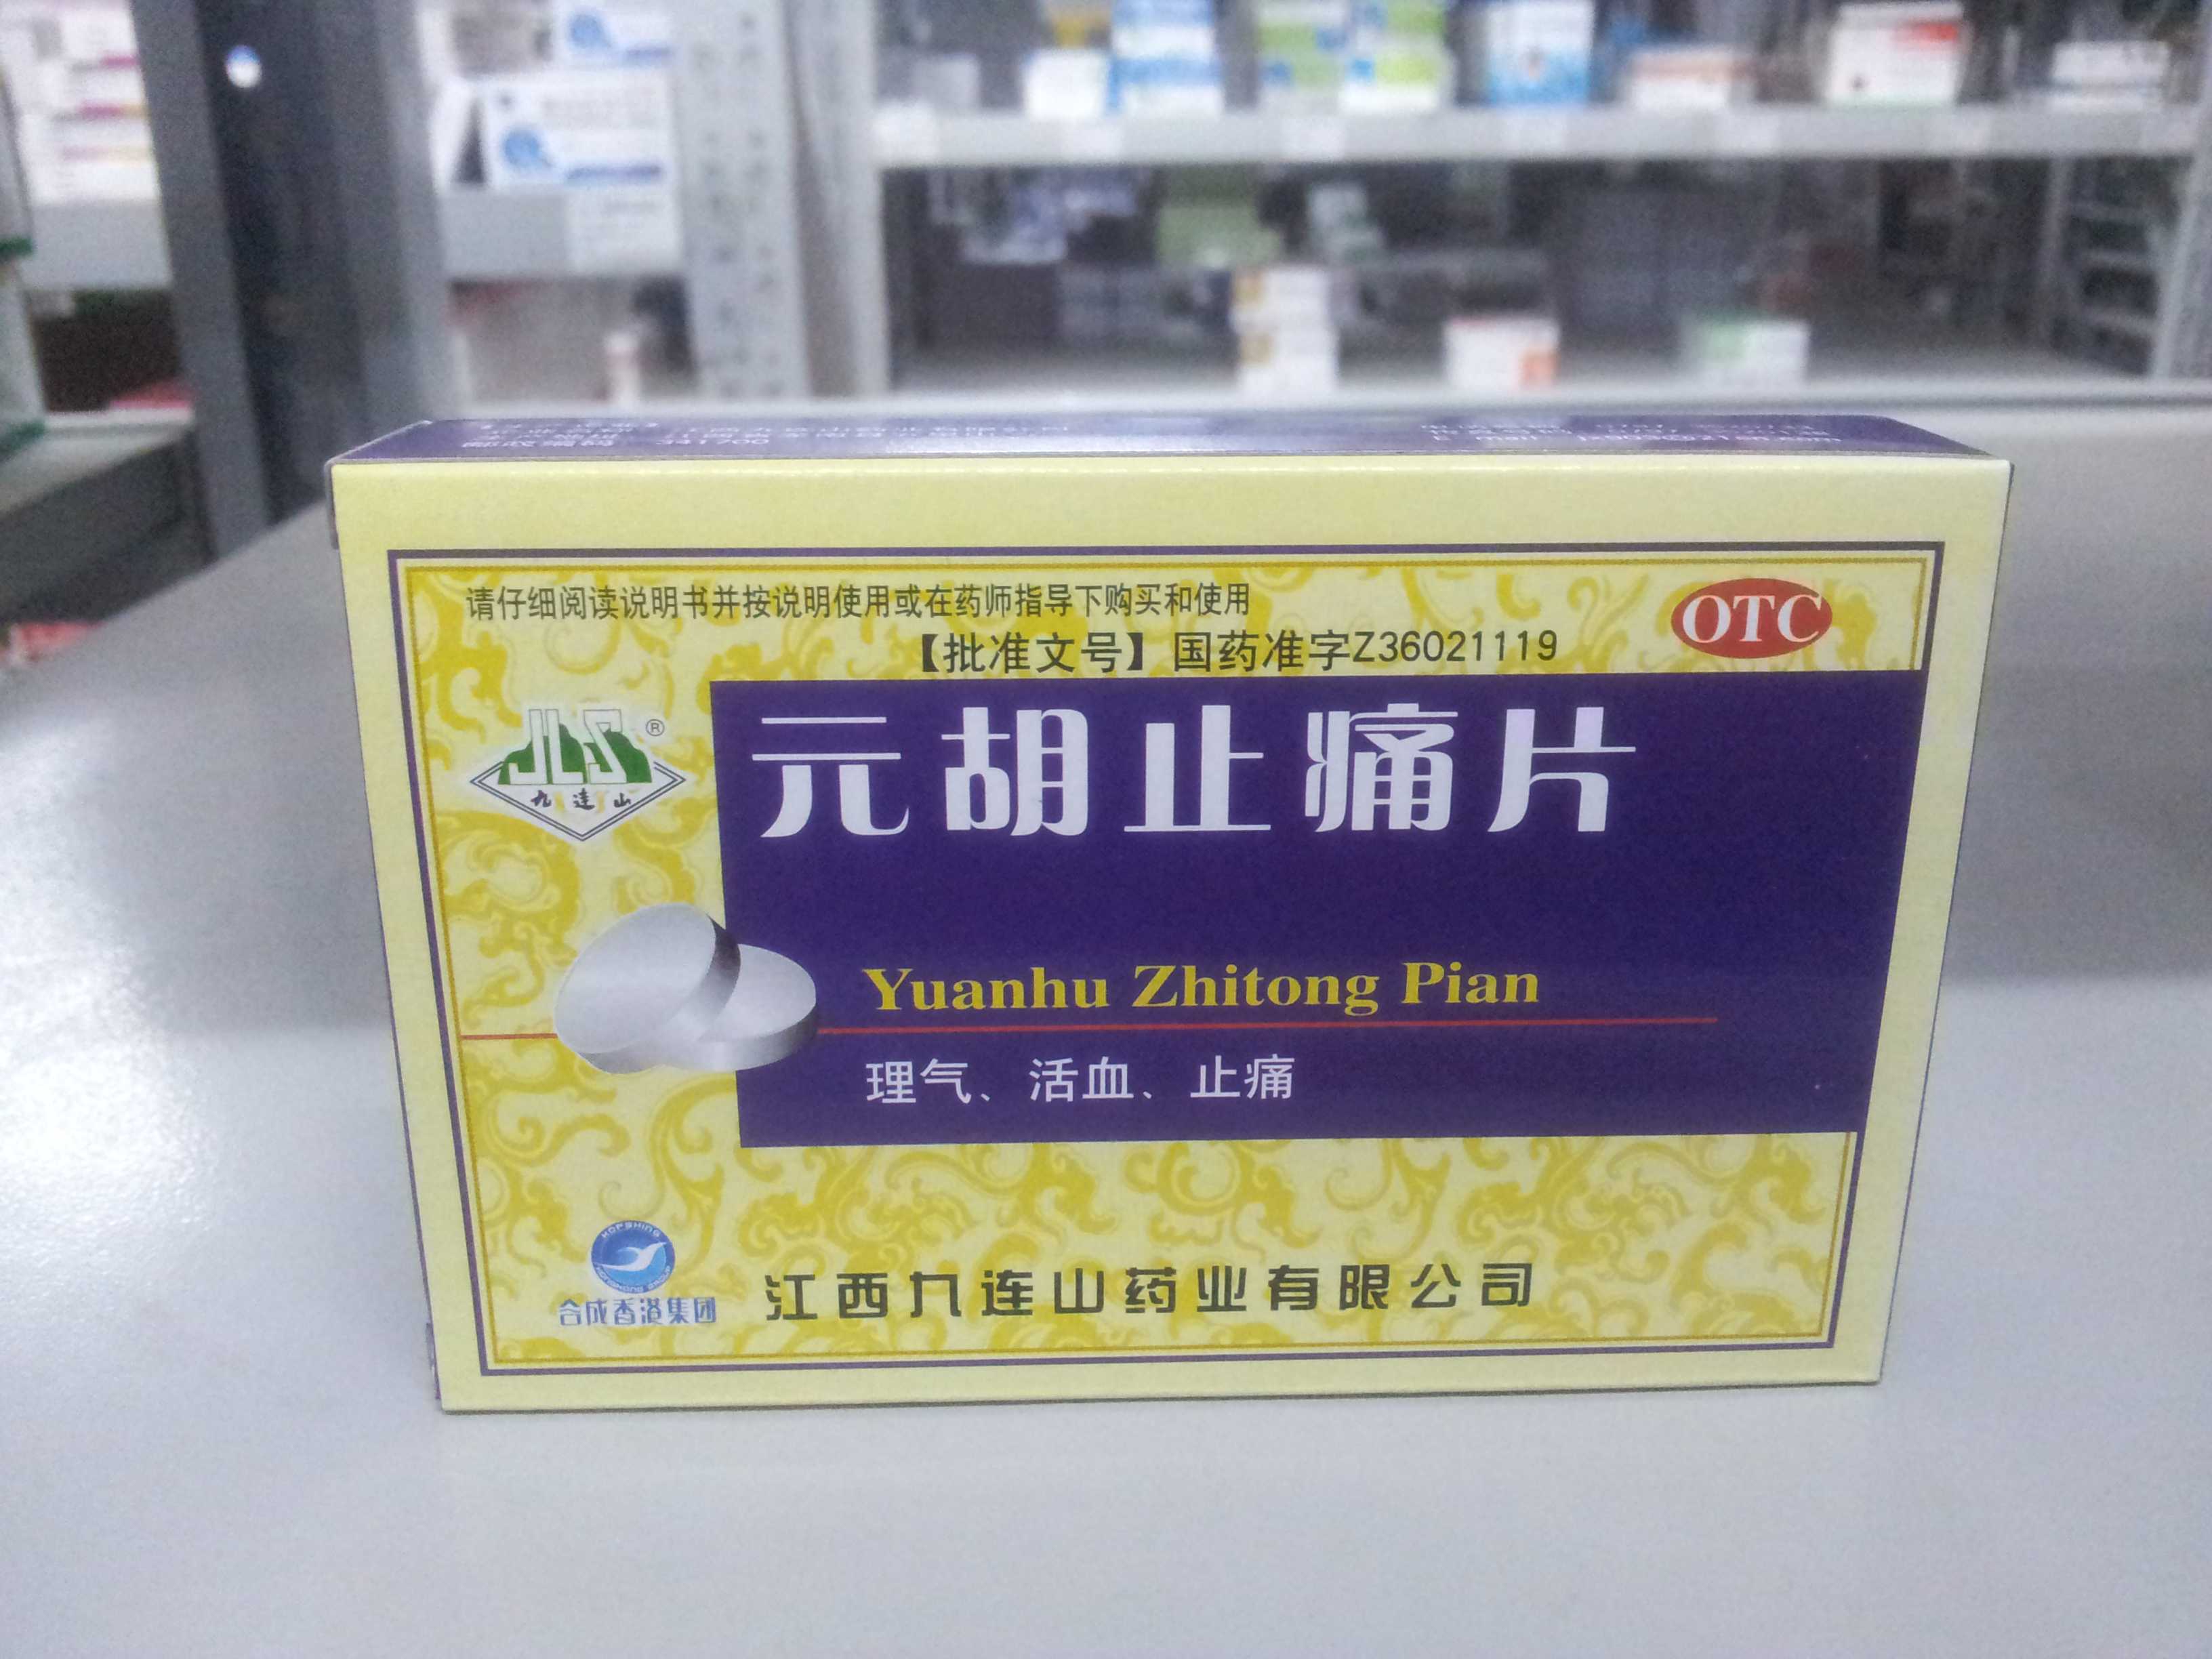 341700
请仔细阅读说明书并按说明使用或在药师指导下购买和使用
OTC
【批准文号】国药准字Z36021119
JLS®
九连山
元胡止痛片
Yuanhu Zhitong Pian
理气、活血、止痛
HOPSHING
合成香港集团
江西九连山药业有限公司